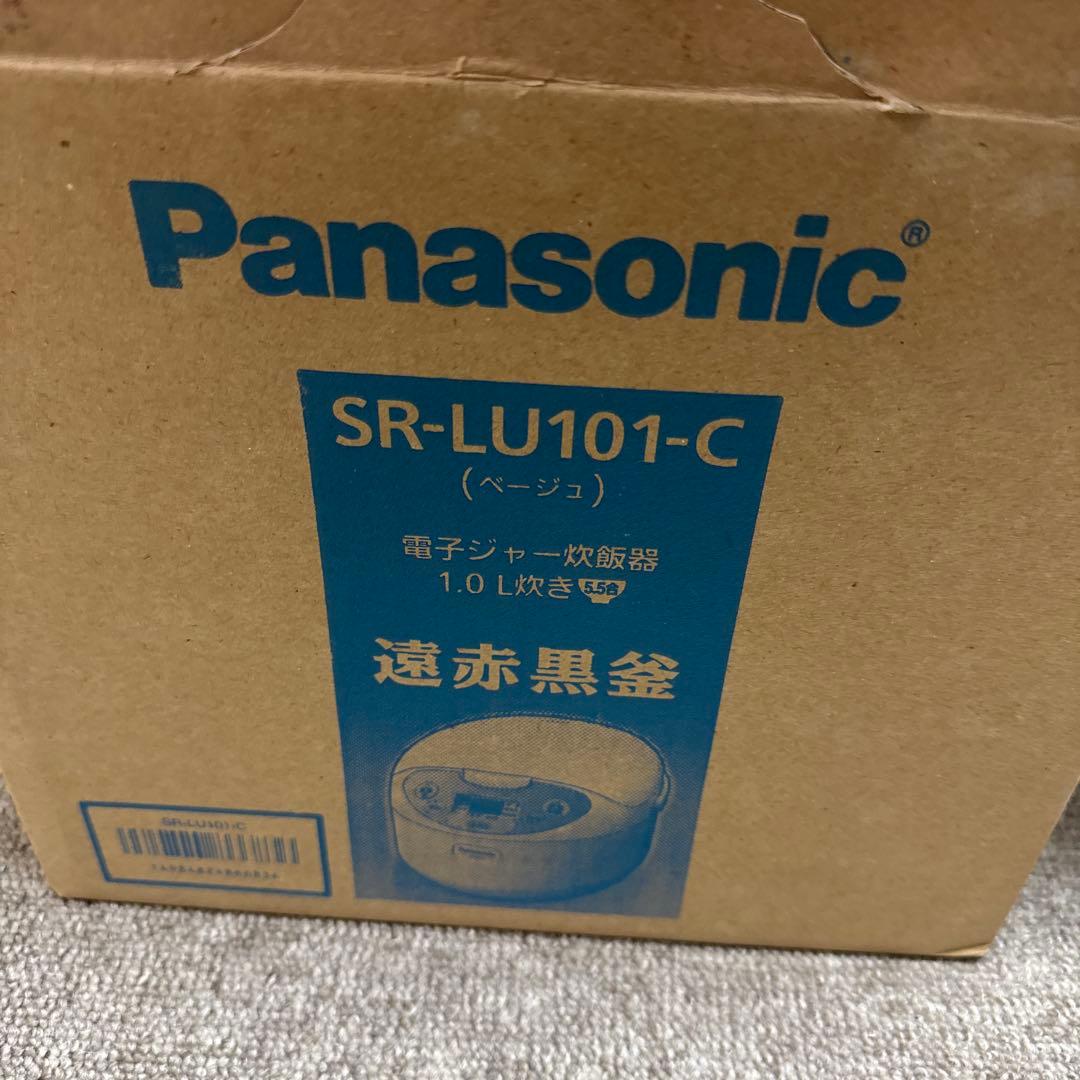 Panasonic®
SR-LU101-C
(ベージュ)
電子ジャー炊飯器
1.0 L炊き 5.5合
遠赤黒釜
Panasonic
SR-LU101-C